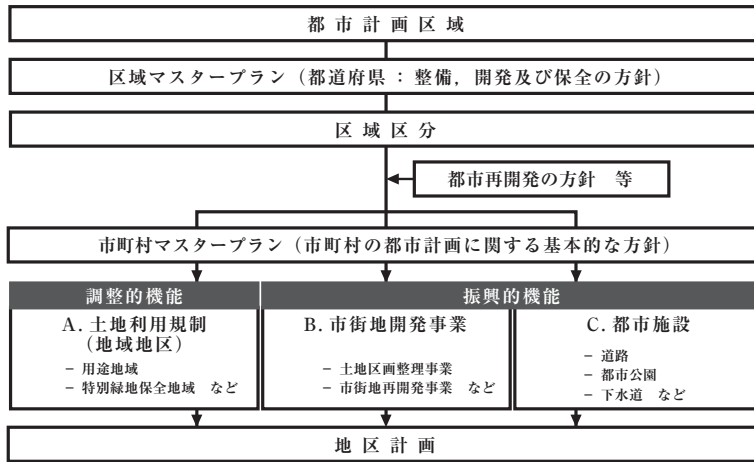 都市計画区域
区域マスタープラン（都道府県：整備，開発及び保全の方針）
区域区分
都市再開発の方針　等
市町村マスタープラン（市町村の都市計画に関する基本的な方針）
調整的機能
振興的機能
A. 土地利用規制
（地域地区）
− 用途地域
− 特別緑地保全地域　など
B. 市街地開発事業
− 土地区画整理事業
− 市街地再開発事業　など
C. 都市施設
− 道路
− 都市公園
− 下水道　など
地区計画